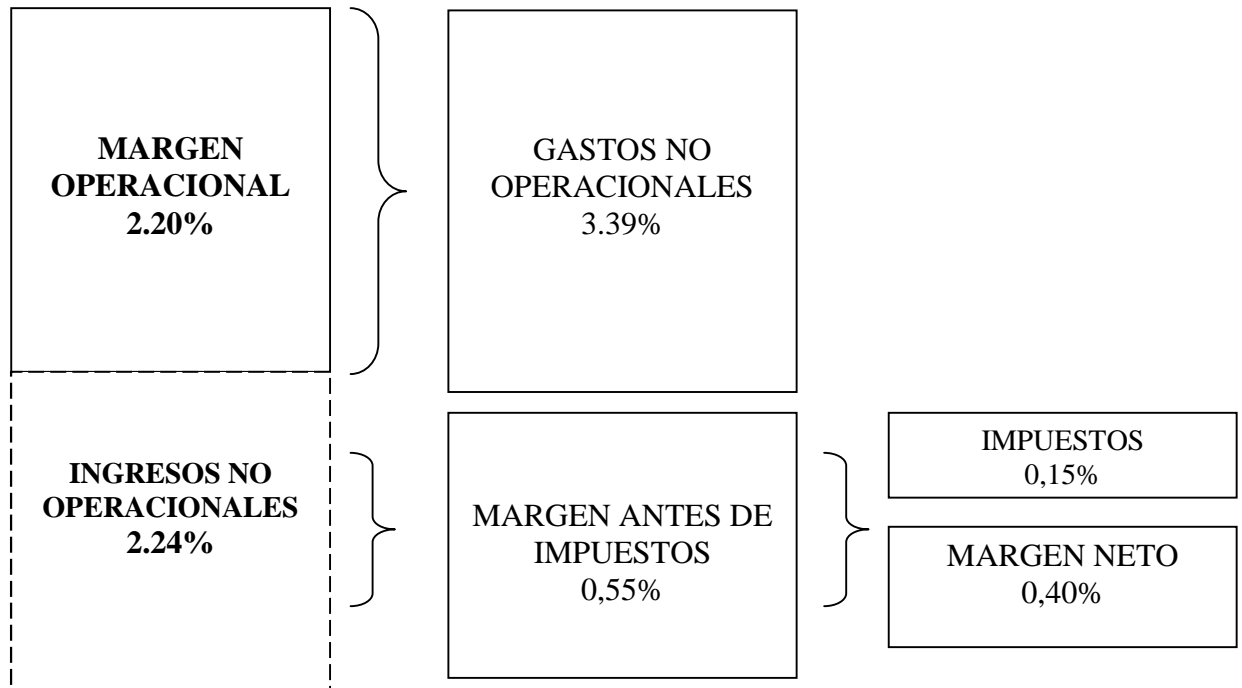 MARGEN
OPERACIONAL
2.20%
GASTOS NO
OPERACIONALES
3.39%
INGRESOS NO
OPERACIONALES
2.24%
MARGEN ANTES DE
IMPUESTOS
0,55%
IMPUESTOS
0,15%
MARGEN NETO
0,40%